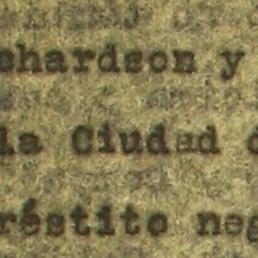 chardson y
la Ciudad d
réstito neg